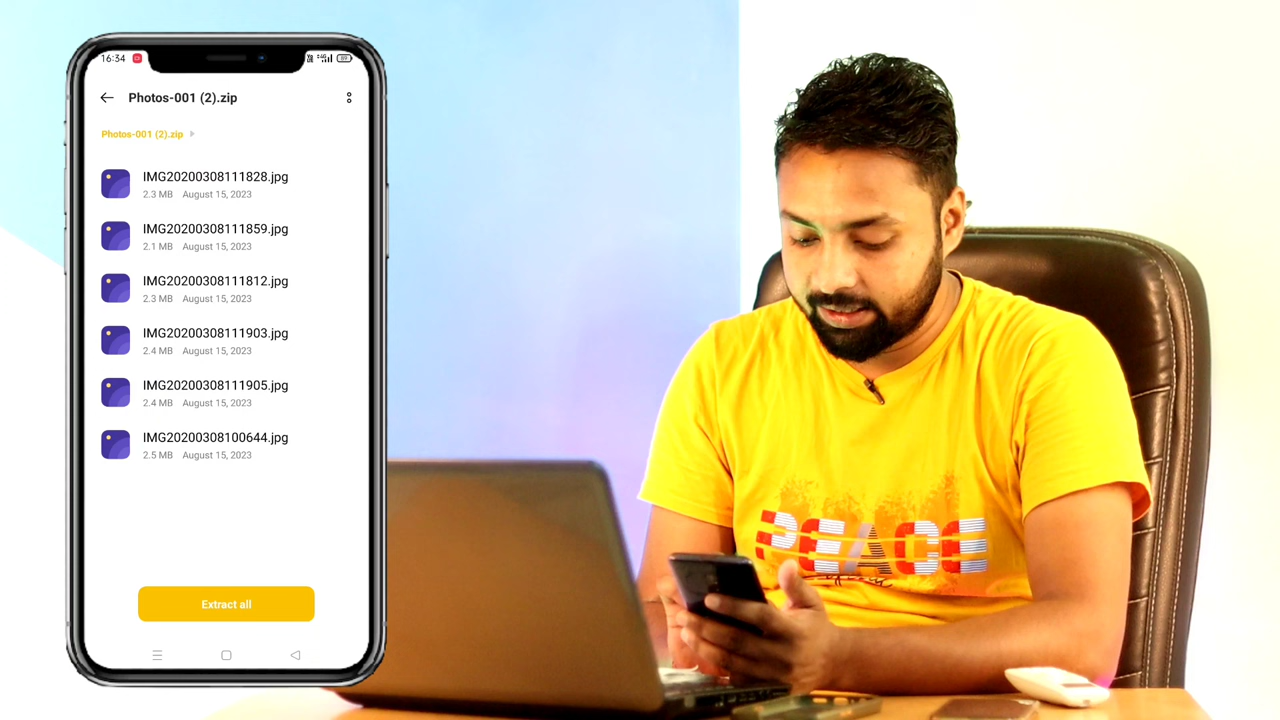 16:34
Photos-001 (2).zip
Photos-001 (2).zip
IMG20200308111828.jpg
2.3 MB August 15, 2023
IMG20200308111859.jpg
2.1 MB August 15, 2023
IMG20200308111812.jpg
2.3 MB August 15, 2023
IMG20200308111903.jpg
2.4 MB August 15, 2023
IMG20200308111905.jpg
2.4 MB August 15, 2023
IMG20200308100644.jpg
2.5 MB August 15, 2023
Extract all
PEACE